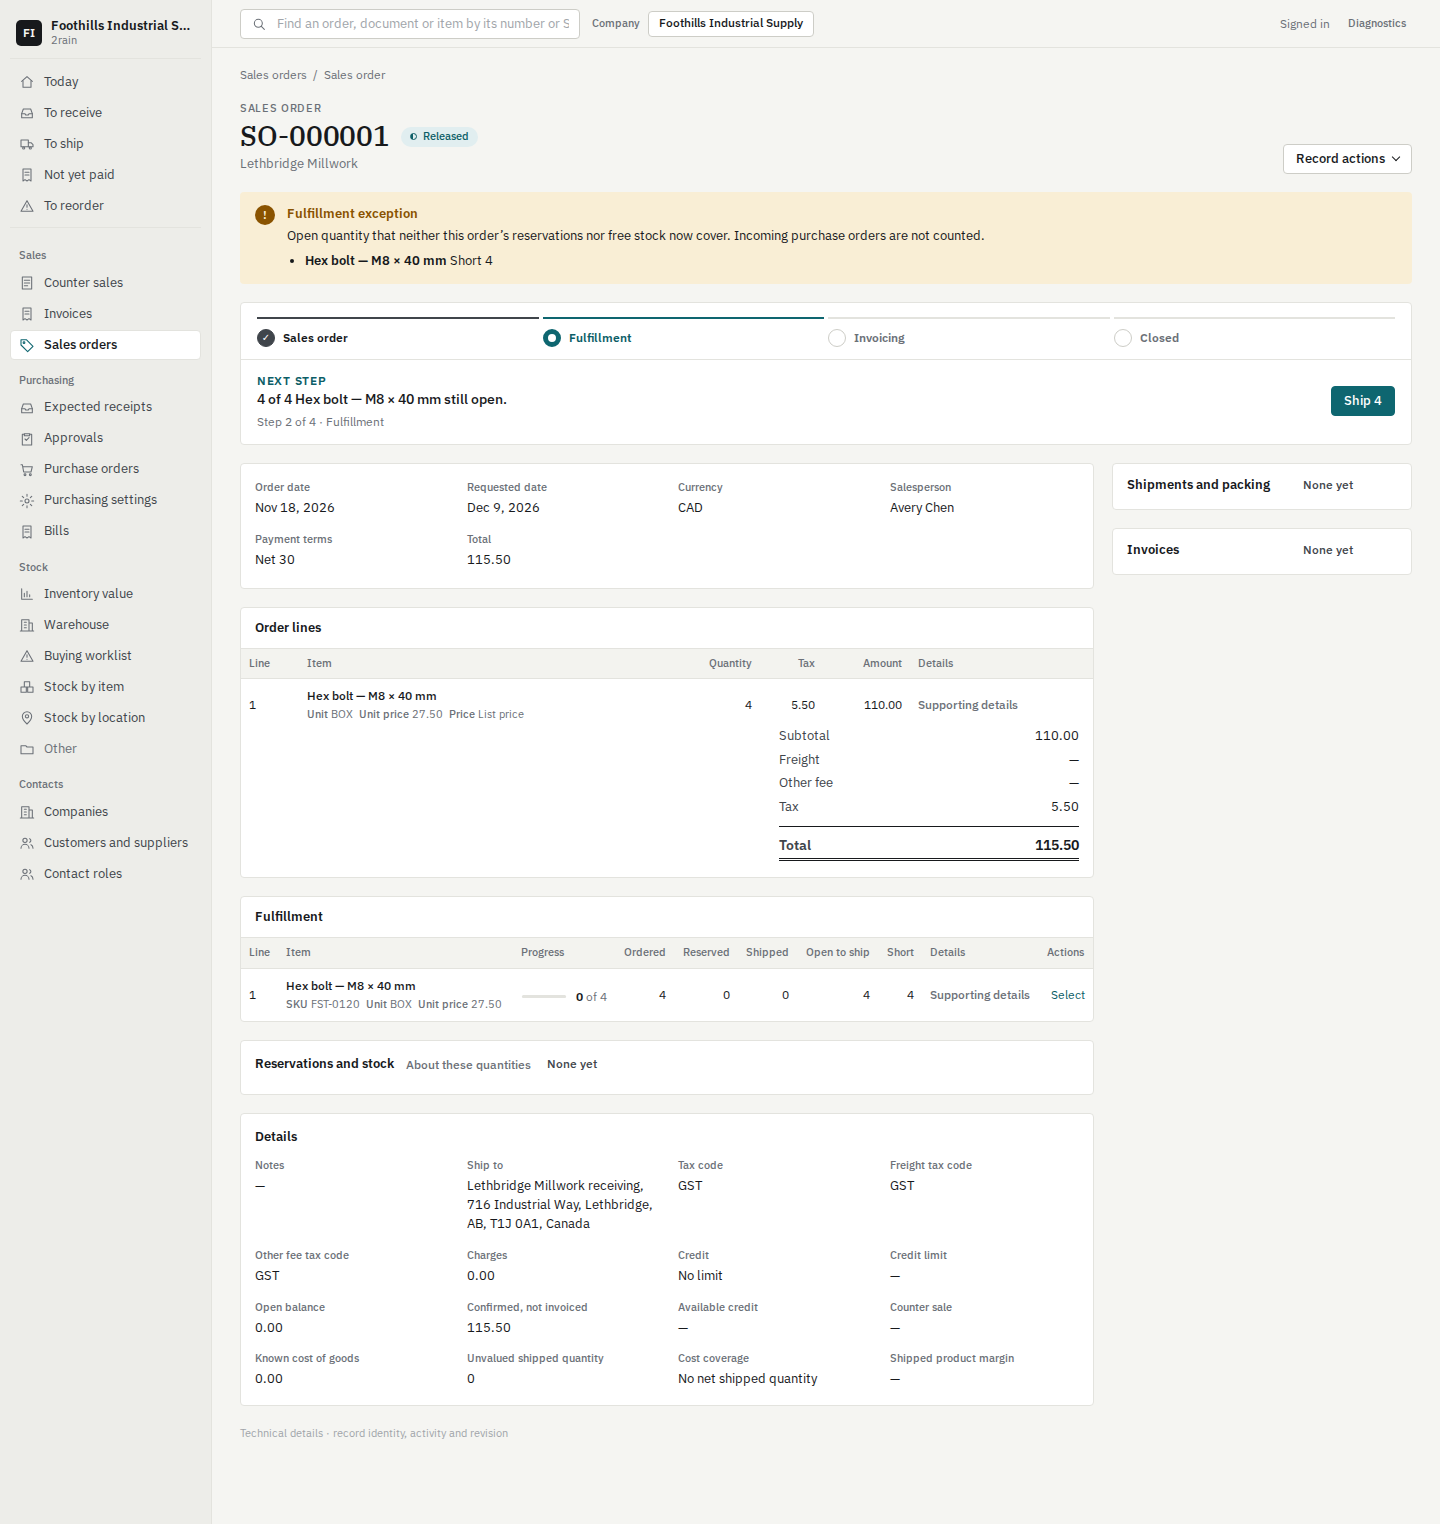 FI
Foothills Industrial S...
2rain
Today
To receive
To ship
Not yet paid
To reorder
Sales
Counter sales
Invoices
Sales orders
Purchasing
Expected receipts
Approvals
Purchase orders
Purchasing settings
Bills
Stock
Inventory value
Warehouse
Buying worklist
Stock by item
Stock by location
Other
Contacts
Companies
Customers and suppliers
Contact roles
Find an order, document or item by its number or S
Company Foothills Industrial Supply
Signed in Diagnostics
Sales orders / Sales order
SALES ORDER
SO-000001 Released
Lethbridge Millwork
Record actions
! Fulfillment exception
Open quantity that neither this order's reservations nor free stock now cover. Incoming purchase orders are not counted.
• Hex bolt — M8 × 40 mm Short 4
Sales order Fulfillment Invoicing Closed
NEXT STEP
4 of 4 Hex bolt — M8 × 40 mm still open.
Step 2 of 4 · Fulfillment
Ship 4
Order date Requested date Currency Salesperson
Nov 18, 2026 Dec 9, 2026 CAD Avery Chen
Payment terms Total
Net 30 115.50
Shipments and packing None yet
Invoices None yet
Order lines
Line Item Quantity Tax Amount Details
1 Hex bolt — M8 × 40 mm 4 5.50 110.00 Supporting details
Unit BOX Unit price 27.50 Price List price
Subtotal 110.00
Freight —
Other fee —
Tax 5.50
Total 115.50
Fulfillment
Line Item Progress Ordered Reserved Shipped Open to ship Short Details Actions
1 Hex bolt — M8 × 40 mm 0 of 4 4 0 0 4 4 Supporting details Select
SKU FST-0120 Unit BOX Unit price 27.50
Reservations and stock About these quantities None yet
Details
Notes Ship to Tax code Freight tax code
— Lethbridge Millwork receiving, GST GST
716 Industrial Way, Lethbridge,
AB, T1J 0A1, Canada
Other fee tax code Charges Credit Credit limit
GST 0.00 No limit —
Open balance Confirmed, not invoiced Available credit Counter sale
0.00 115.50 — —
Known cost of goods Unvalued shipped quantity Cost coverage Shipped product margin
0.00 0 No net shipped quantity —
Technical details · record identity, activity and revision